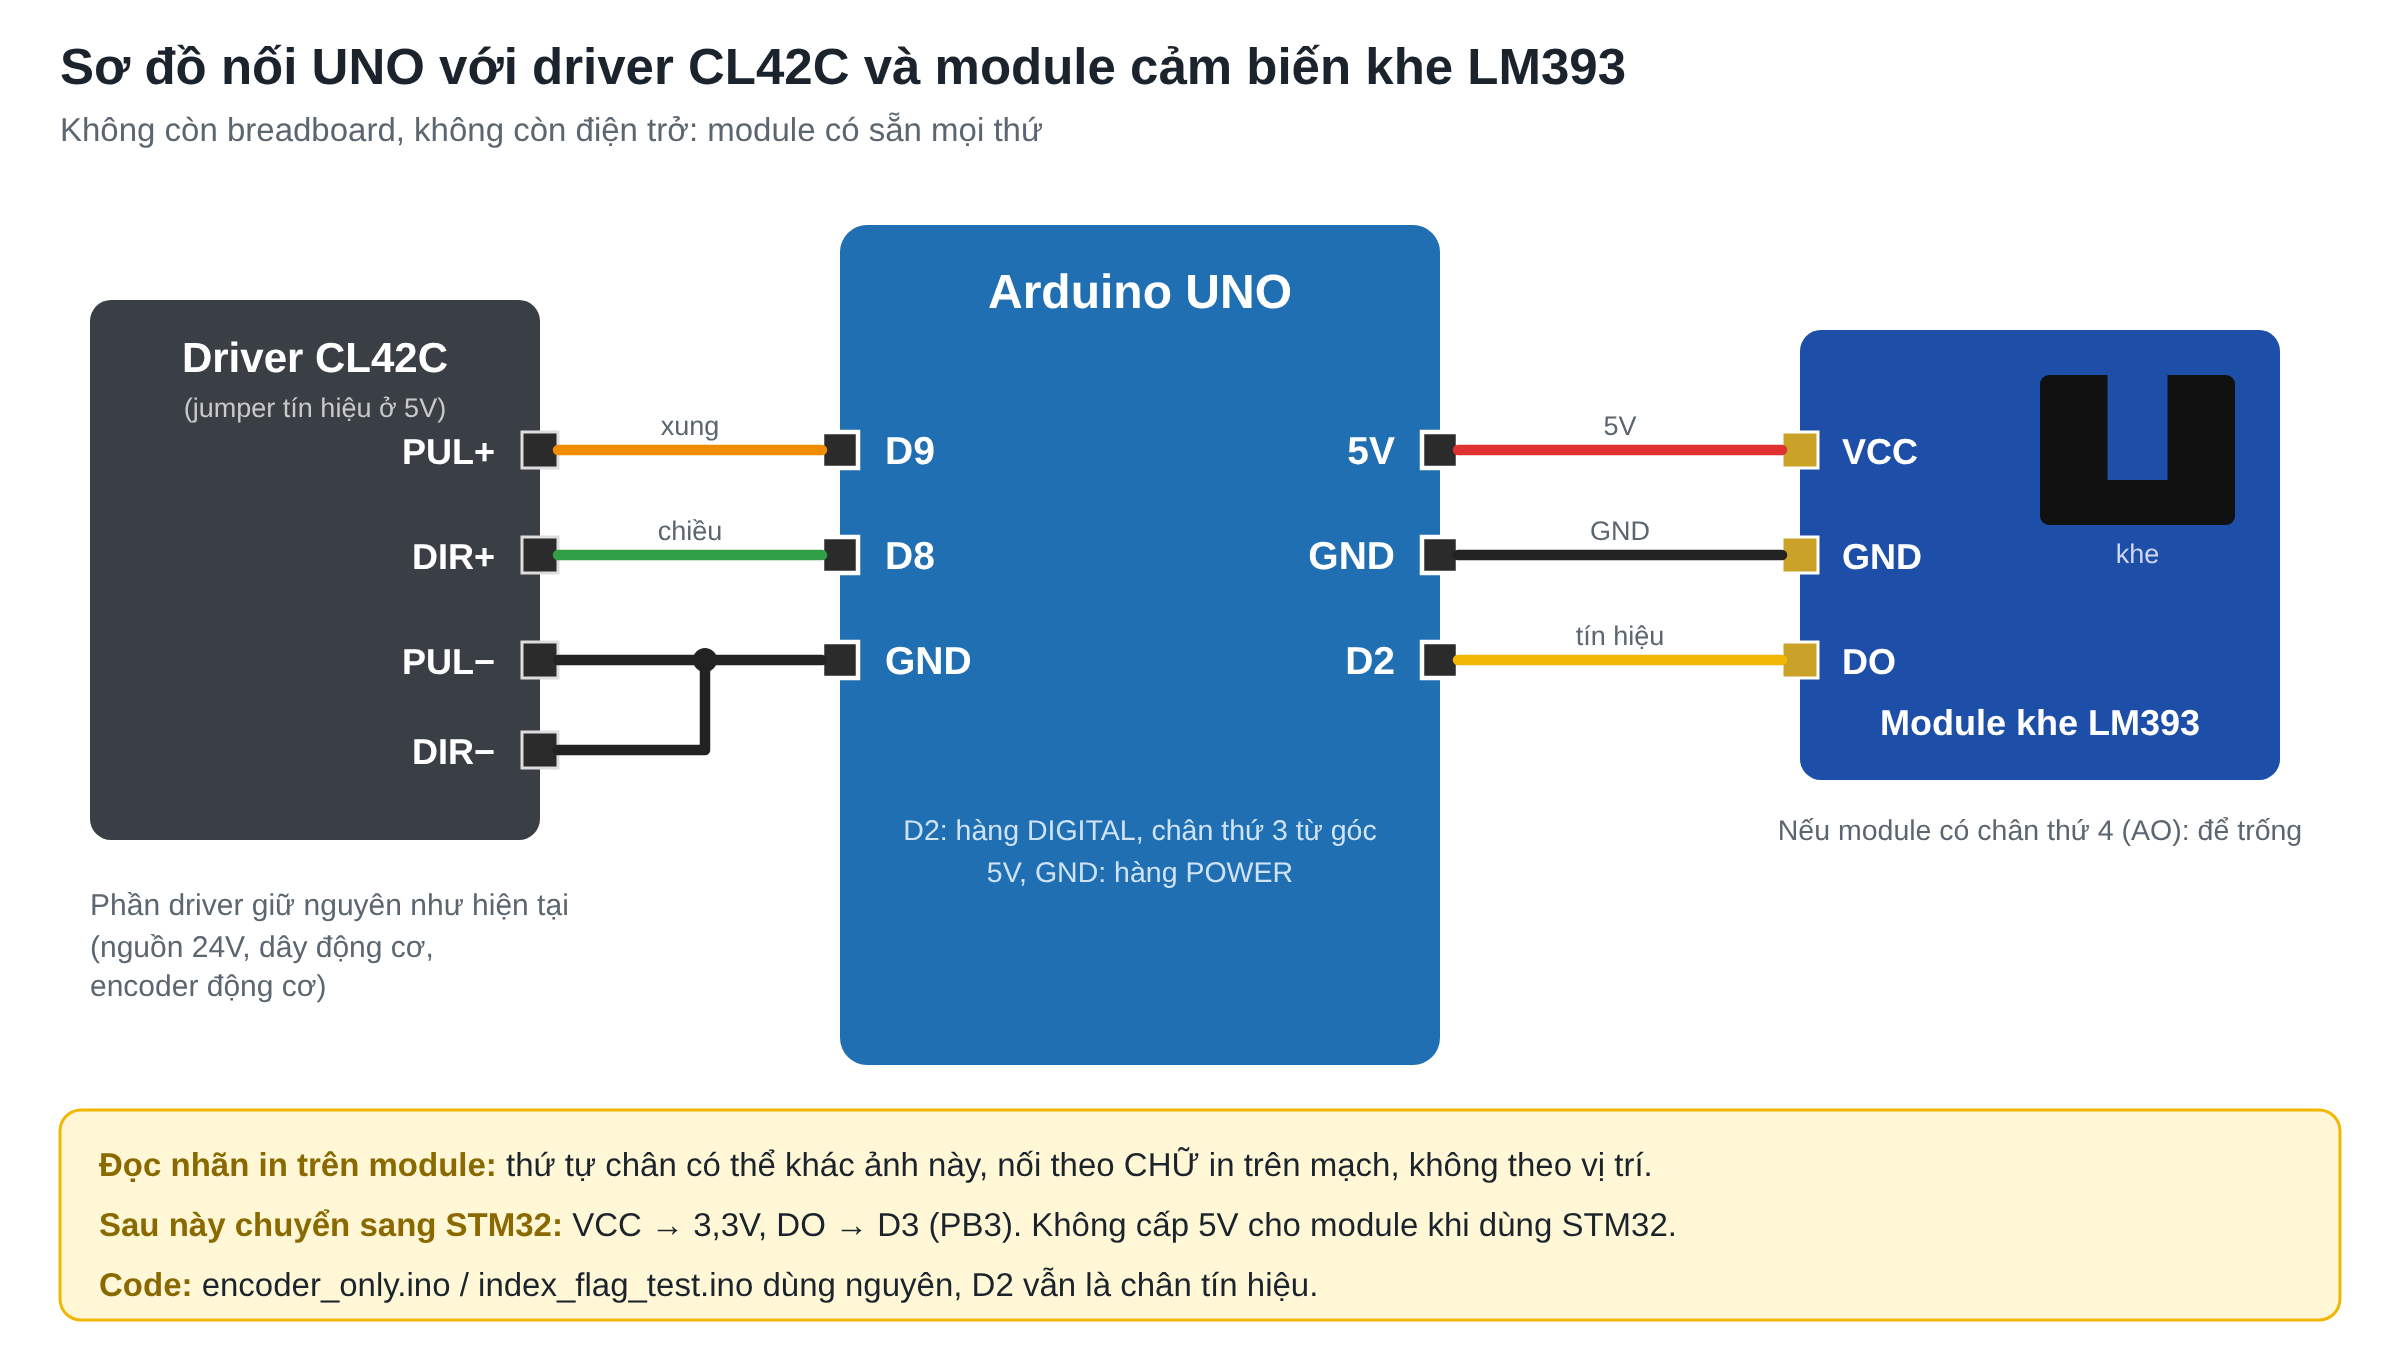 Sơ đồ nối UNO với driver CL42C và module cảm biến khe LM393
Không còn breadboard, không còn điện trở: module có sẵn mọi thứ
Driver CL42C
(jumper tín hiệu ở 5V)
PUL+
DIR+
PUL−
DIR−
xung
chiều
Arduino UNO
D9
D8
GND
5V
GND
D2
D2: hàng DIGITAL, chân thứ 3 từ góc
5V, GND: hàng POWER
5V
GND
tín hiệu
VCC
GND
DO
khe
Module khe LM393
Nếu module có chân thứ 4 (AO): để trống
Phần driver giữ nguyên như hiện tại
(nguồn 24V, dây động cơ,
encoder động cơ)
Đọc nhãn in trên module: thứ tự chân có thể khác ảnh này, nối theo CHỮ in trên mạch, không theo vị trí.
Sau này chuyển sang STM32: VCC → 3,3V, DO → D3 (PB3). Không cấp 5V cho module khi dùng STM32.
Code: encoder_only.ino / index_flag_test.ino dùng nguyên, D2 vẫn là chân tín hiệu.